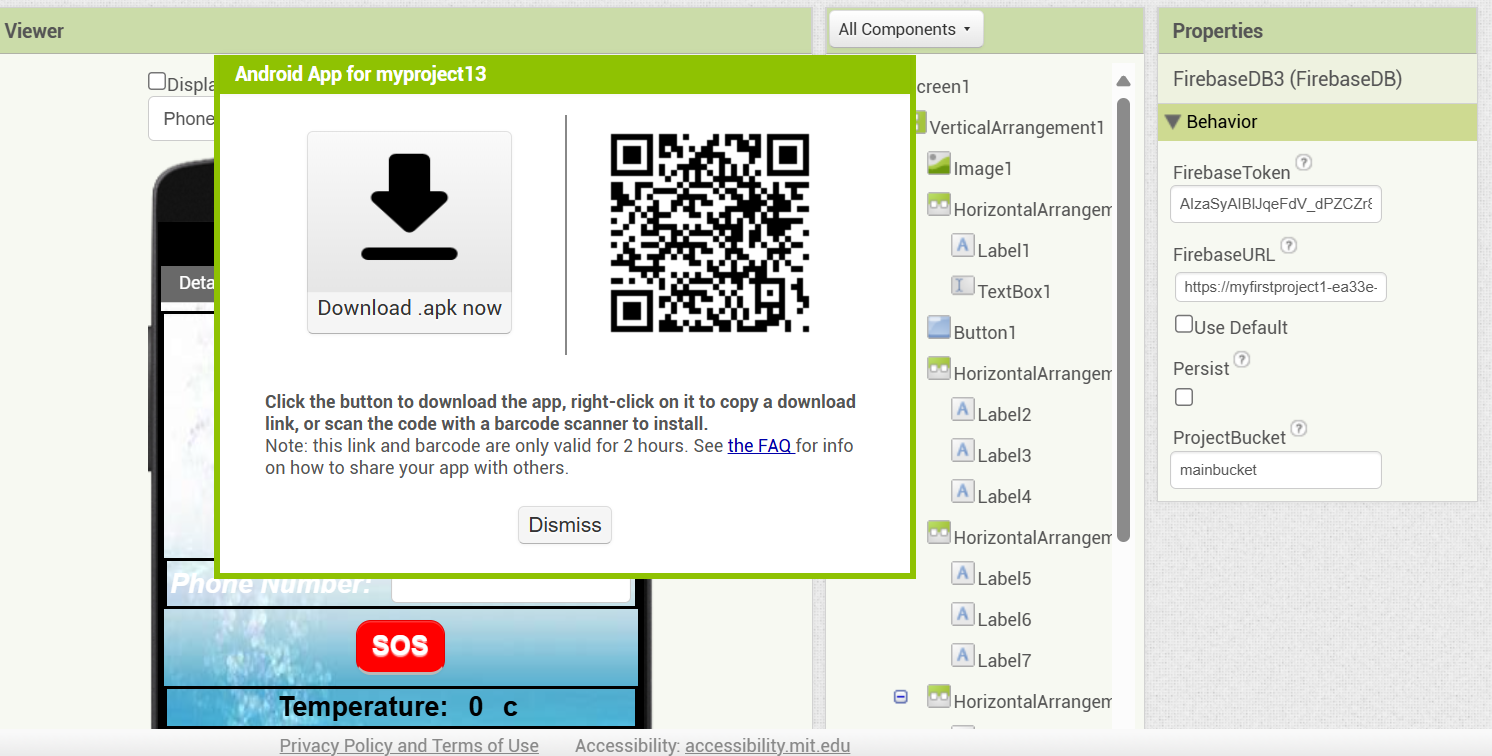 Viewer
All Components
Properties
Android App for myproject13
Displa
Phone
Download .apk now
Click the button to download the app, right-click on it to copy a download
link, or scan the code with a barcode scanner to install.
Note: this link and barcode are only valid for 2 hours. See the FAQ for info
on how to share your app with others.
Dismiss
Deta
Phone Number:
SOS
Temperature: 0 c
creen1
VerticalArrangement1
Image1
HorizontalArrangem
Label1
TextBox1
Button1
HorizontalArrangem
Label2
Label3
Label4
HorizontalArrangem
Label5
Label6
Label7
HorizontalArrangem
FirebaseDB3 (FirebaseDB)
Behavior
FirebaseToken ?
FirebaseURL ?
https://myfirstproject1-ea33e-
Use Default
Persist ?
ProjectBucket ?
mainbucket
Privacy Policy and Terms of Use
Accessibility: accessibility.mit.edu